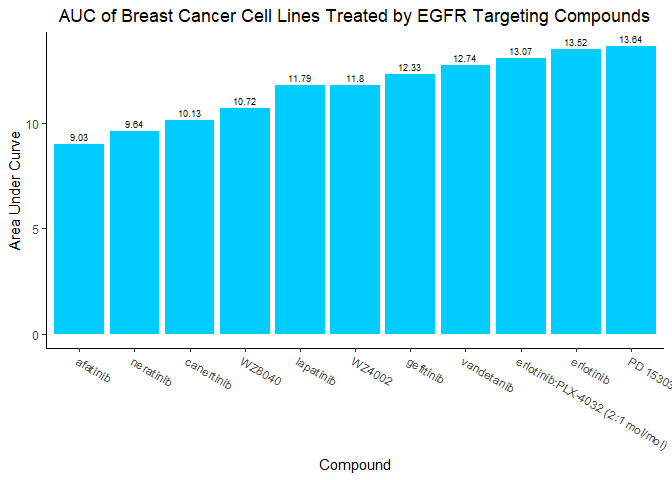 AUC of Breast Cancer Cell Lines Treated by EGFR Targeting Compounds
Area Under Curve
10
5
0
9.03
9.64
10.13
10.72
11.79
11.8
12.33
12.74
13.07
13.52
13.64
afatinib
neratinib
canertinib
WZ8040
lapatinib
WZ4002
gefitinib
vandetanib
erlotinib:PLX-4032 (2:1 mol/mol)
erlotinib
PD 15303
Compound